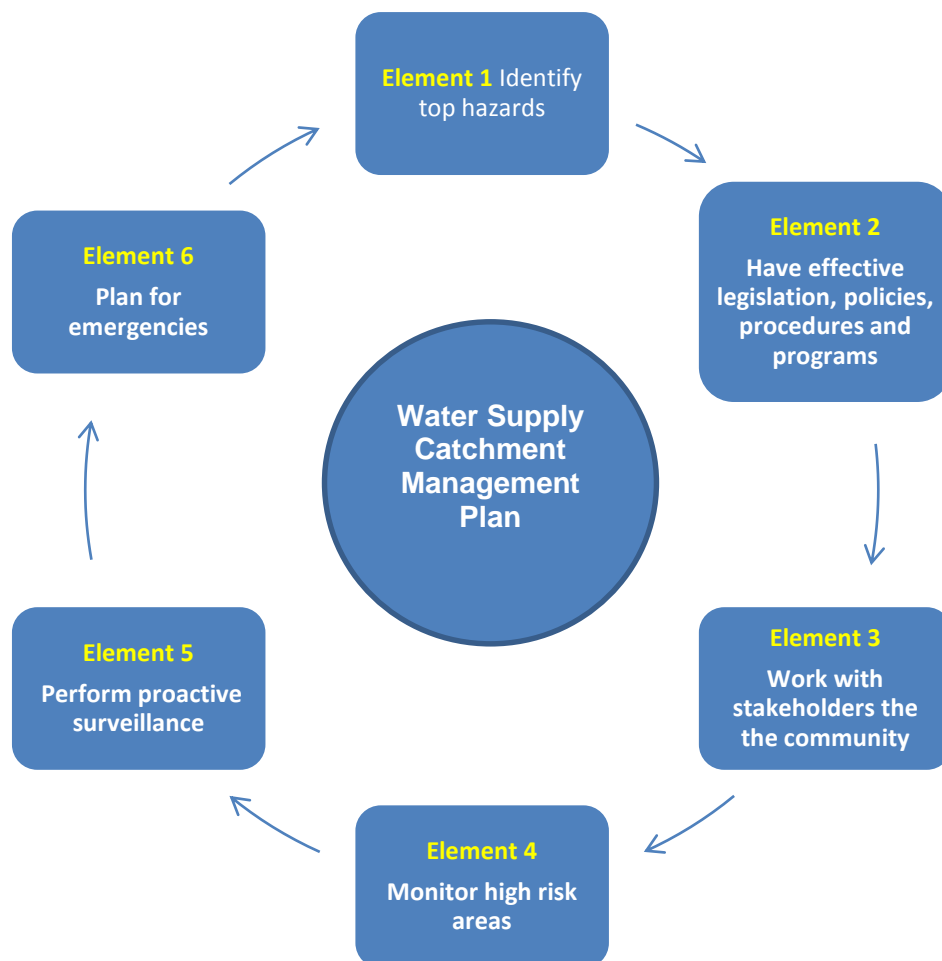 Element 1 Identify
top hazards
Element 2
Have effective
legislation, policies,
procedures and
programs
Element 3
Work with
stakeholders the
the community
Element 4
Monitor high risk
areas
Element 5
Perform proactive
surveillance
Element 6
Plan for
emergencies
Water Supply
Catchment
Management
Plan